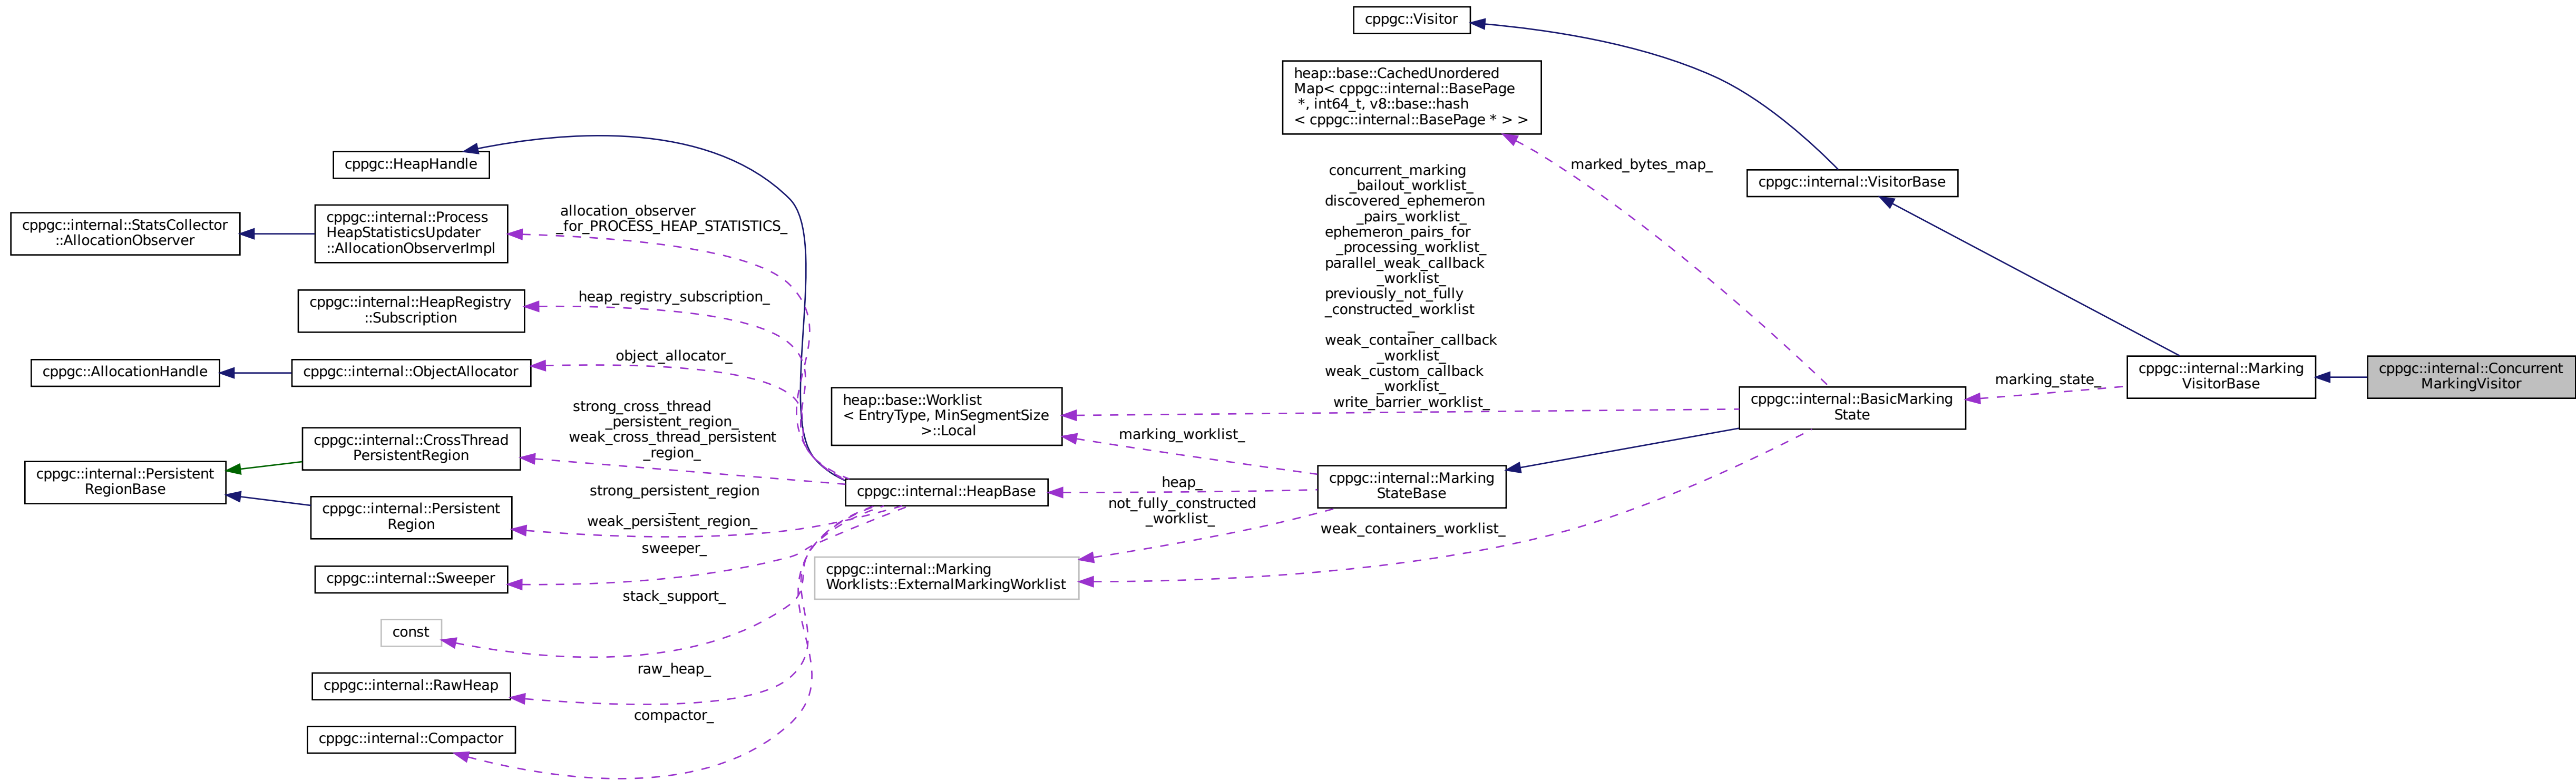 cppgc::Visitor
heap::base::CachedUnordered
Map< cppgc::internal::BasePage
*, int64_t, v8::base::hash
< cppgc::internal::BasePage * > >
cppgc::HeapHandle
marked_bytes_map_
cppgc::internal::VisitorBase
concurrent_marking
_bailout_worklist_
discovered_ephemeron
_pairs_worklist_
ephemeron_pairs_for
_processing_worklist_
parallel_weak_callback
_worklist_
previously_not_fully
_constructed_worklist
_
weak_container_callback
_worklist_
weak_custom_callback
_worklist_
write_barrier_worklist_
cppgc::internal::StatsCollector
::AllocationObserver
cppgc::internal::Process
HeapStatisticsUpdater
::AllocationObserverImpl
allocation_observer
_for_PROCESS_HEAP_STATISTICS_
cppgc::internal::HeapRegistry
::Subscription
heap_registry_subscription_
cppgc::AllocationHandle
cppgc::internal::ObjectAllocator
object_allocator_
heap::base::Worklist
< EntryType, MinSegmentSize
>::Local
cppgc::internal::BasicMarking
State
marking_state_
cppgc::internal::Marking
VisitorBase
cppgc::internal::Concurrent
MarkingVisitor
cppgc::internal::Persistent
RegionBase
cppgc::internal::CrossThread
PersistentRegion
strong_cross_thread
_persistent_region_
weak_cross_thread_persistent
_region_
marking_worklist_
cppgc::internal::HeapBase
heap_
cppgc::internal::Marking
StateBase
cppgc::internal::Persistent
Region
strong_persistent_region
_
weak_persistent_region_
not_fully_constructed
_worklist_
weak_containers_worklist_
cppgc::internal::Sweeper
sweeper_
cppgc::internal::Marking
Worklists::ExternalMarkingWorklist
const
stack_support_
cppgc::internal::RawHeap
raw_heap_
cppgc::internal::Compactor
compactor_